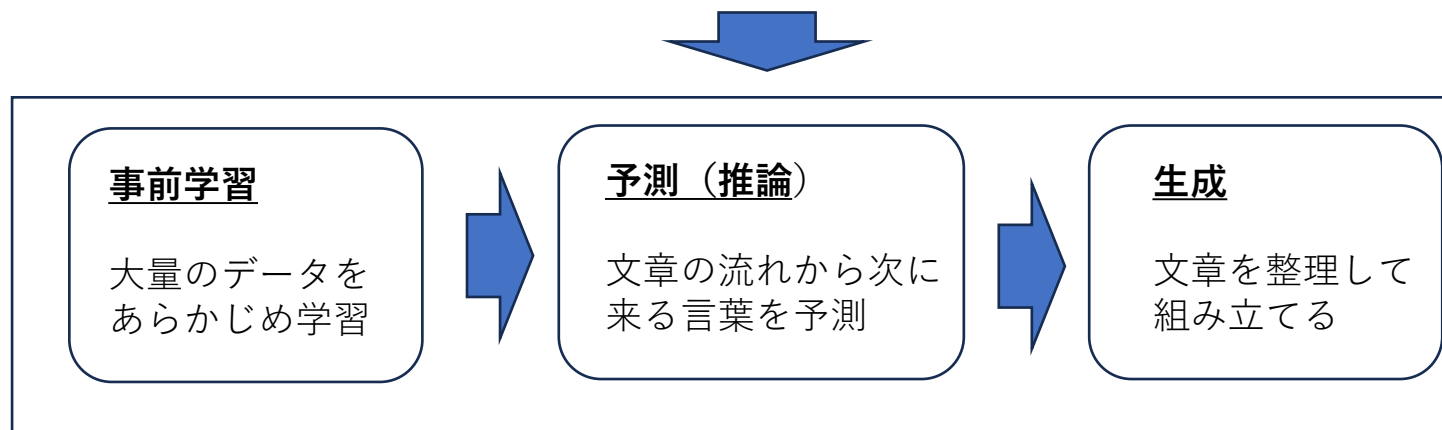 事前学習
大量のデータを
あらかじめ学習
予測（推論）
文章の流れから次に
来る言葉を予測
生成
文章を整理して
組み立てる